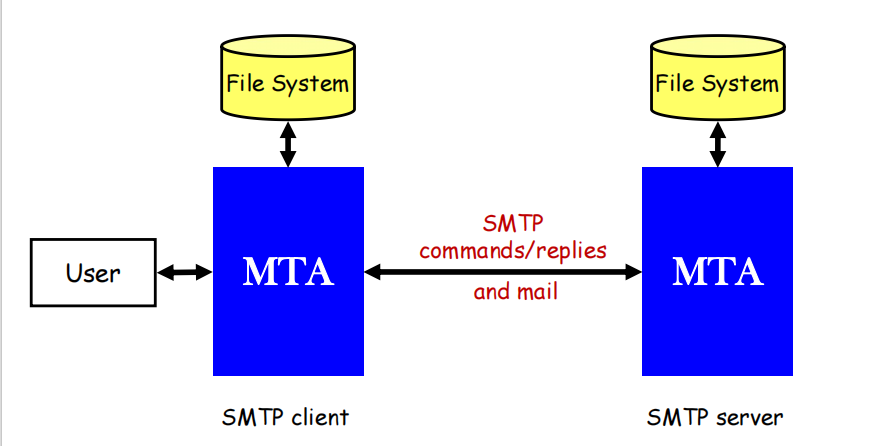 File System
File System
SMTP
commands/replies
User
MTA
MTA
and mail
SMTP client
SMTP server